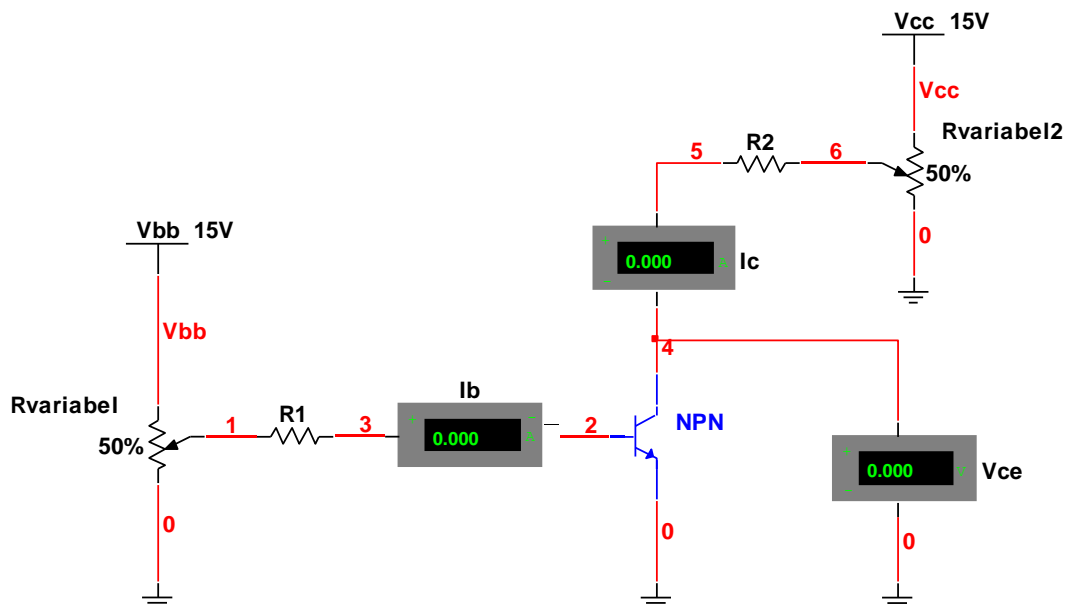 Vcc 15V
Vcc
Rvariabel2
5
R2
6
50%
0
Vbb 15V
+
0.000 A
Ic
−
Vbb
4
Rvariabel
Ib
1
R1
3
+
0.000 A
−
2
NPN
50%
+
0.000 V
Vce
−
0
0
0